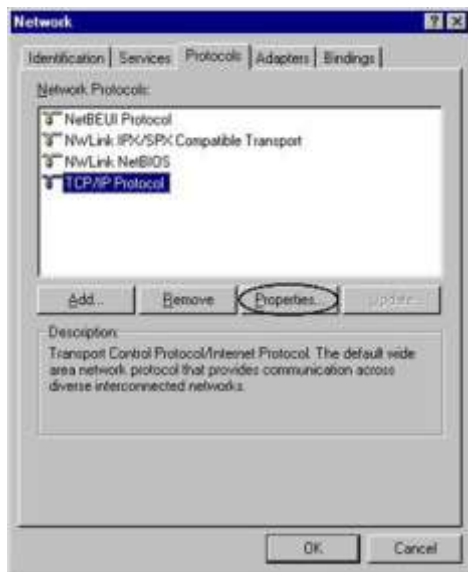 Network
Identification Services Protocols Adapters Bindings
Network Protocols:
NetBEUI Protocol
NWLink IPX/SPX Compatible Transport
NWLink NetBIOS
TCP/IP Protocol
Add... Remove Properties... Update...
Description:
Transport Control Protocol/Internet Protocol. The default wide
area network protocol that provides communication across
diverse interconnected networks.
OK Cancel